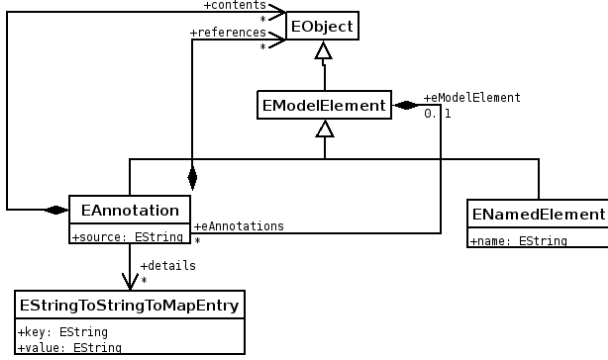 +contents
*
EObject
+references
*
EModelElement
+eModelElement
0..1
EAnnotation
+source: EString
+eAnnotations
*
ENamedElement
+name: EString
+details
*
EStringToStringToMapEntry
+key: EString
+value: EString